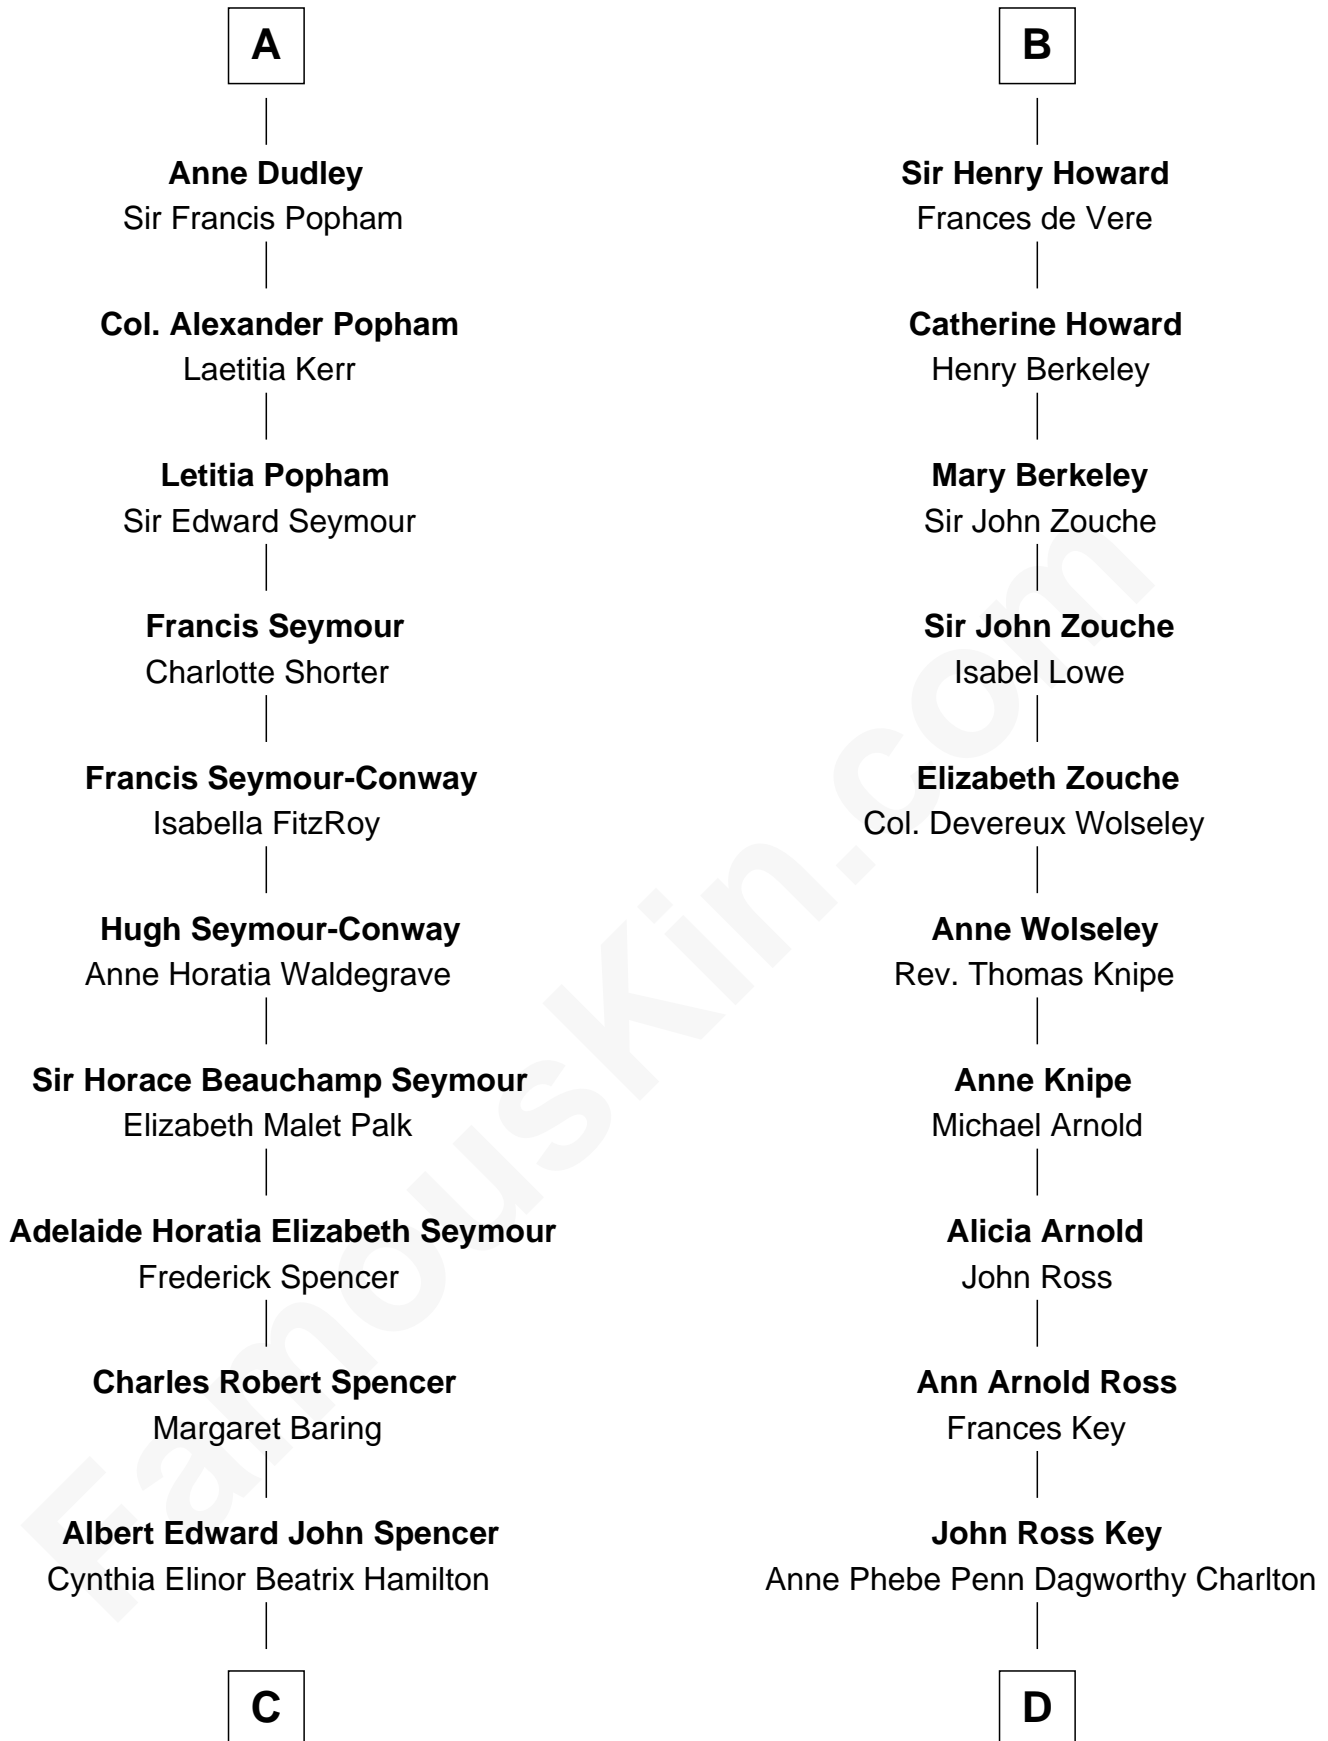 A
Anne Dudley
Sir Francis Popham
Col. Alexander Popham
Laetitia Kerr
Letitia Popham
Sir Edward Seymour
Francis Seymour
Charlotte Shorter
Francis Seymour-Conway
Isabella FitzRoy
Hugh Seymour-Conway
Anne Horatia Waldegrave
Sir Horace Beauchamp Seymour
Elizabeth Malet Palk
Adelaide Horatia Elizabeth Seymour
Frederick Spencer
Charles Robert Spencer
Margaret Baring
Albert Edward John Spencer
Cynthia Elinor Beatrix Hamilton
C
B
Sir Henry Howard
Frances de Vere
Catherine Howard
Henry Berkeley
Mary Berkeley
Sir John Zouche
Sir John Zouche
Isabel Lowe
Elizabeth Zouche
Col. Devereux Wolseley
Anne Wolseley
Rev. Thomas Knipe
Anne Knipe
Michael Arnold
Alicia Arnold
John Ross
Ann Arnold Ross
Frances Key
John Ross Key
Anne Phebe Penn Dagworthy Charlton
D
FamousKin.com